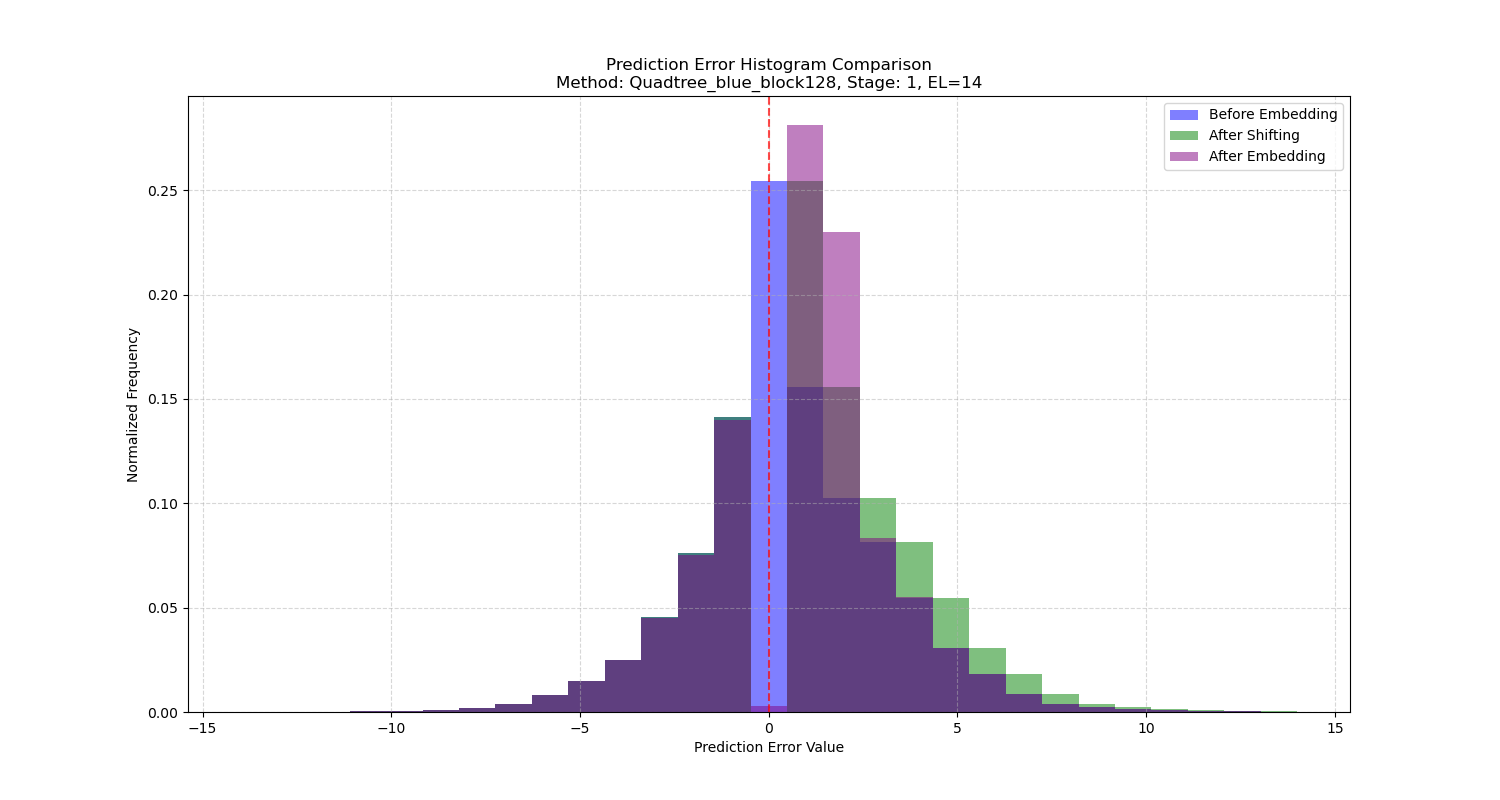 Prediction Error Histogram Comparison
Method: Quadtree_blue_block128, Stage: 1, EL=14
Before Embedding
After Shifting
After Embedding
Normalized Frequency
0.25
0.20
0.15
0.10
0.05
0.00
−15
−10
−5
0
5
10
15
Prediction Error Value